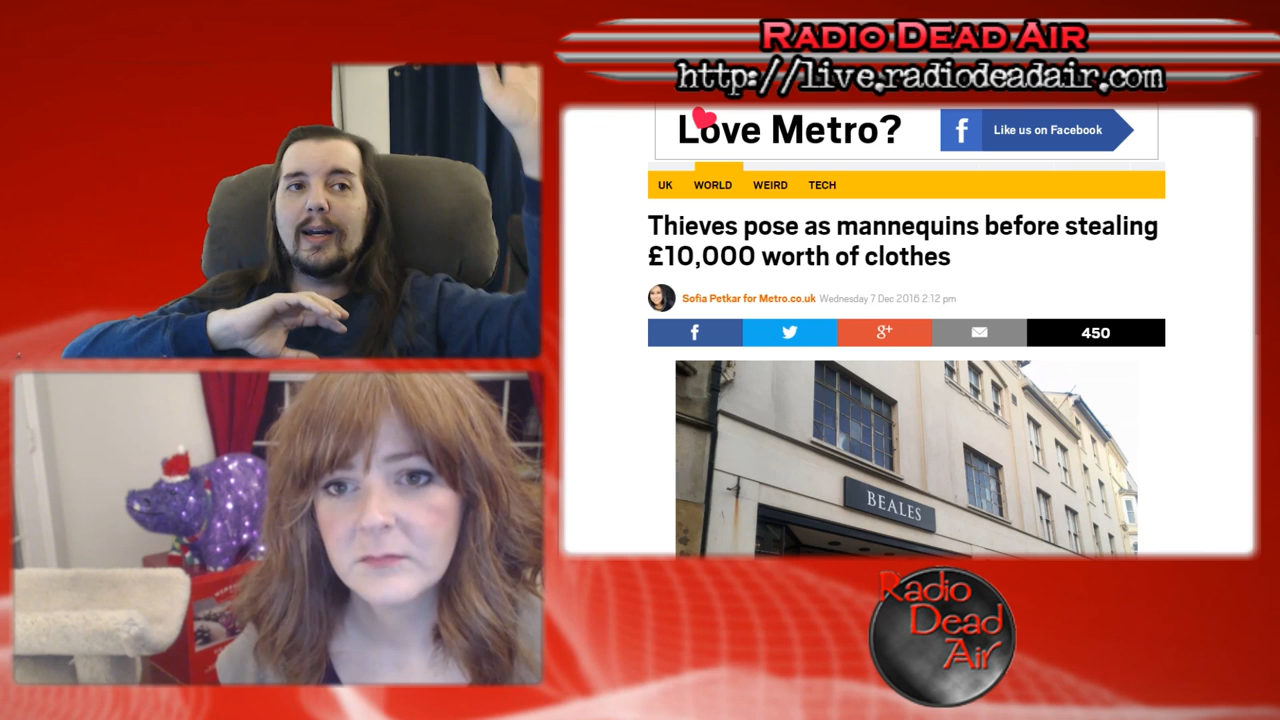 Radio Dead Air
http://live.radiodeadair.com
Love Metro?
f
Like us on Facebook
UK WORLD WEIRD TECH
Thieves pose as mannequins before stealing
£10,000 worth of clothes
Sofia Petkar for Metro.co.uk Wednesday 7 Dec 2016 2:12 pm
f g+ 450
BEALES
Radio
Dead
Air